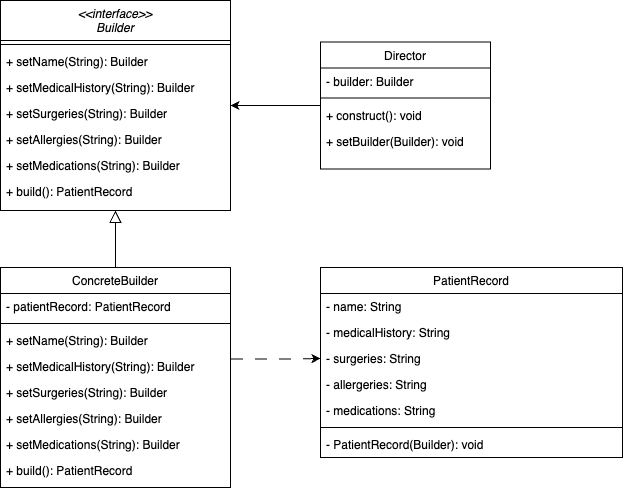 <<interface>>
Builder
+ setName(String): Builder
+ setMedicalHistory(String): Builder
+ setSurgeries(String): Builder
+ setAllergies(String): Builder
+ setMedications(String): Builder
+ build(): PatientRecord
Director
- builder: Builder
+ construct(): void
+ setBuilder(Builder): void
ConcreteBuilder
- patientRecord: PatientRecord
+ setName(String): Builder
+ setMedicalHistory(String): Builder
+ setSurgeries(String): Builder
+ setAllergies(String): Builder
+ setMedications(String): Builder
+ build(): PatientRecord
PatientRecord
- name: String
- medicalHistory: String
- surgeries: String
- allergeries: String
- medications: String
- PatientRecord(Builder): void